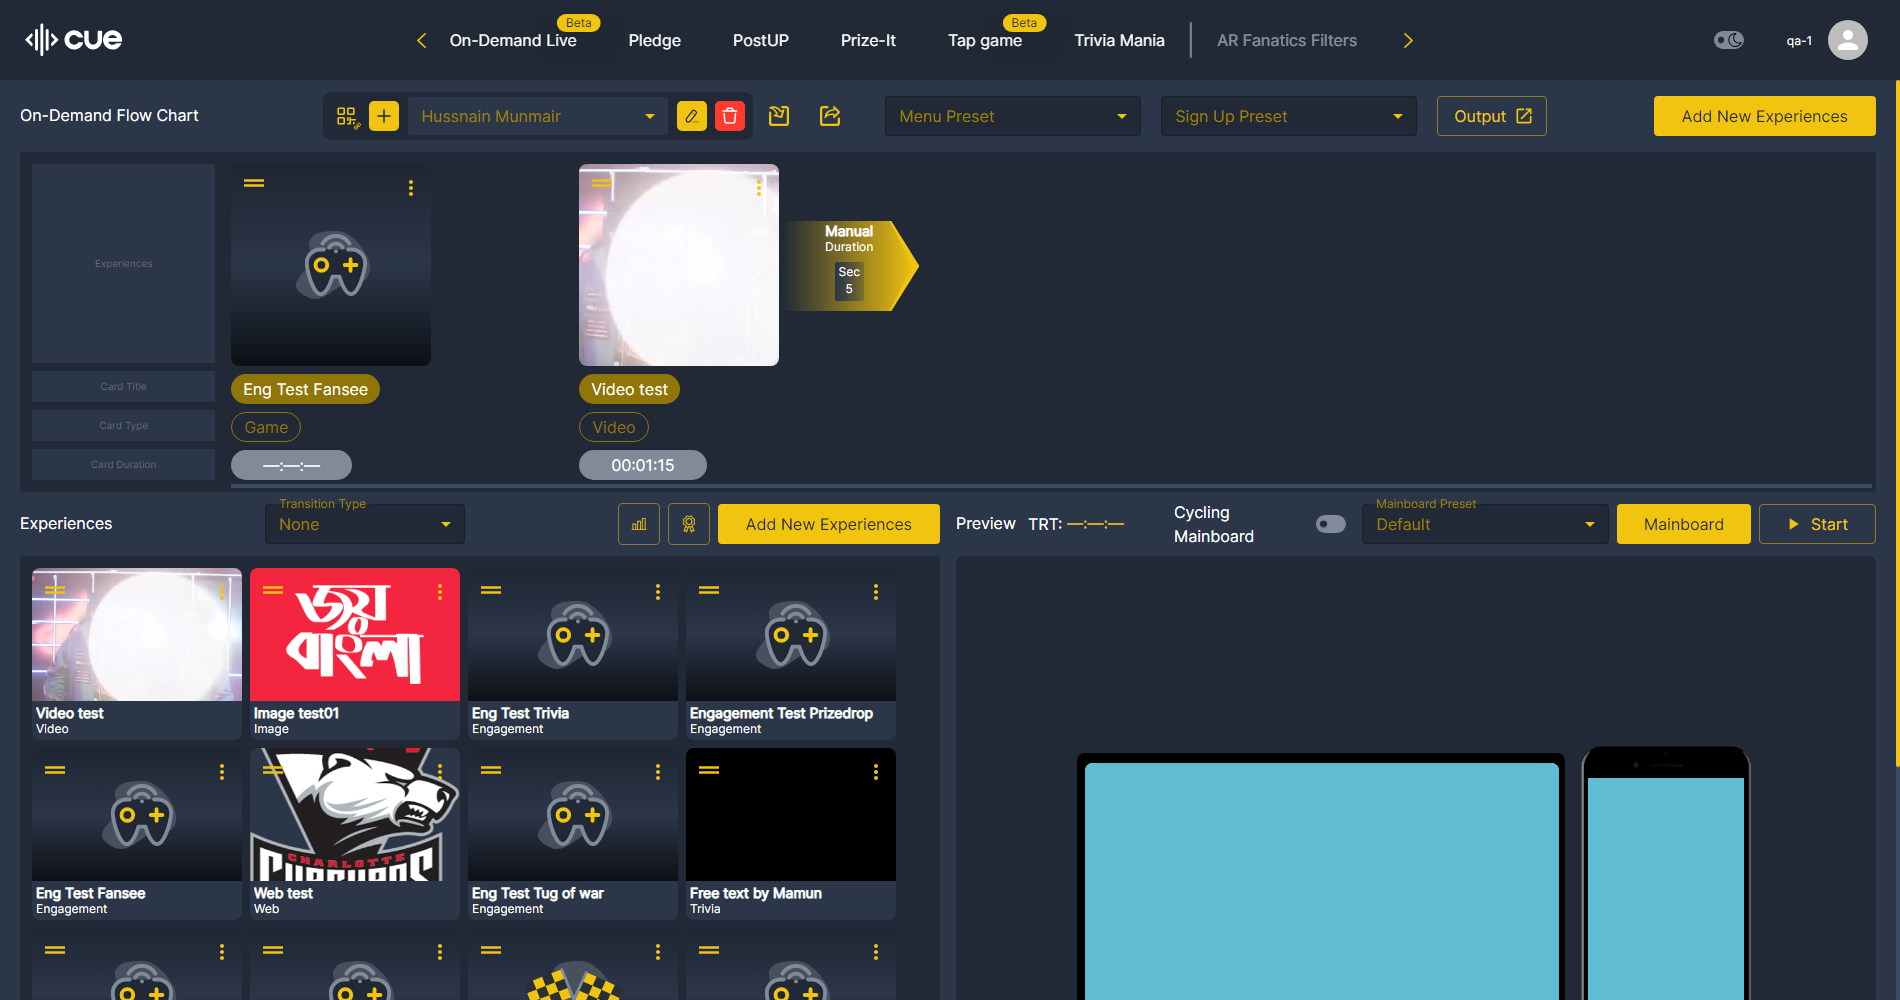 cue
Beta
Beta
On-Demand Live
Pledge
PostUP
Prize-It
Tap game
Trivia Mania
AR Fanatics Filters
qa-1
On-Demand Flow Chart
Hussnain Munmair
Menu Preset
Sign Up Preset
Output
Add New Experiences
Experiences
Manual
Duration
Sec
5
Card Title
Eng Test Fansee
Video test
Card Type
Game
Video
Card Duration
—:—:—
00:01:15
Experiences
Transition Type
None
Add New Experiences
Preview
TRT: —:—:—
Cycling
Mainboard
Mainboard Preset
Default
Mainboard
Start
জয়
বাংলা
Video test
Video
Image test01
Image
Eng Test Trivia
Engagement
Engagement Test Prizedrop
Engagement
CHARLOTTE
Eng Test Fansee
Engagement
Web test
Web
Eng Test Tug of war
Engagement
Free text by Mamun
Trivia